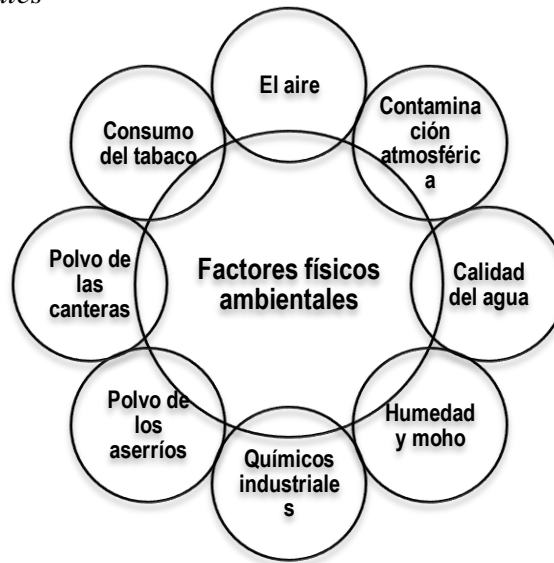 El aire
Contamina
ción
atmosféric
a
Calidad
del agua
Humedad
y moho
Químicos
industriale
s
Polvo de
los
aserríos
Polvo de
las
canteras
Consumo
del tabaco
Factores físicos
ambientales